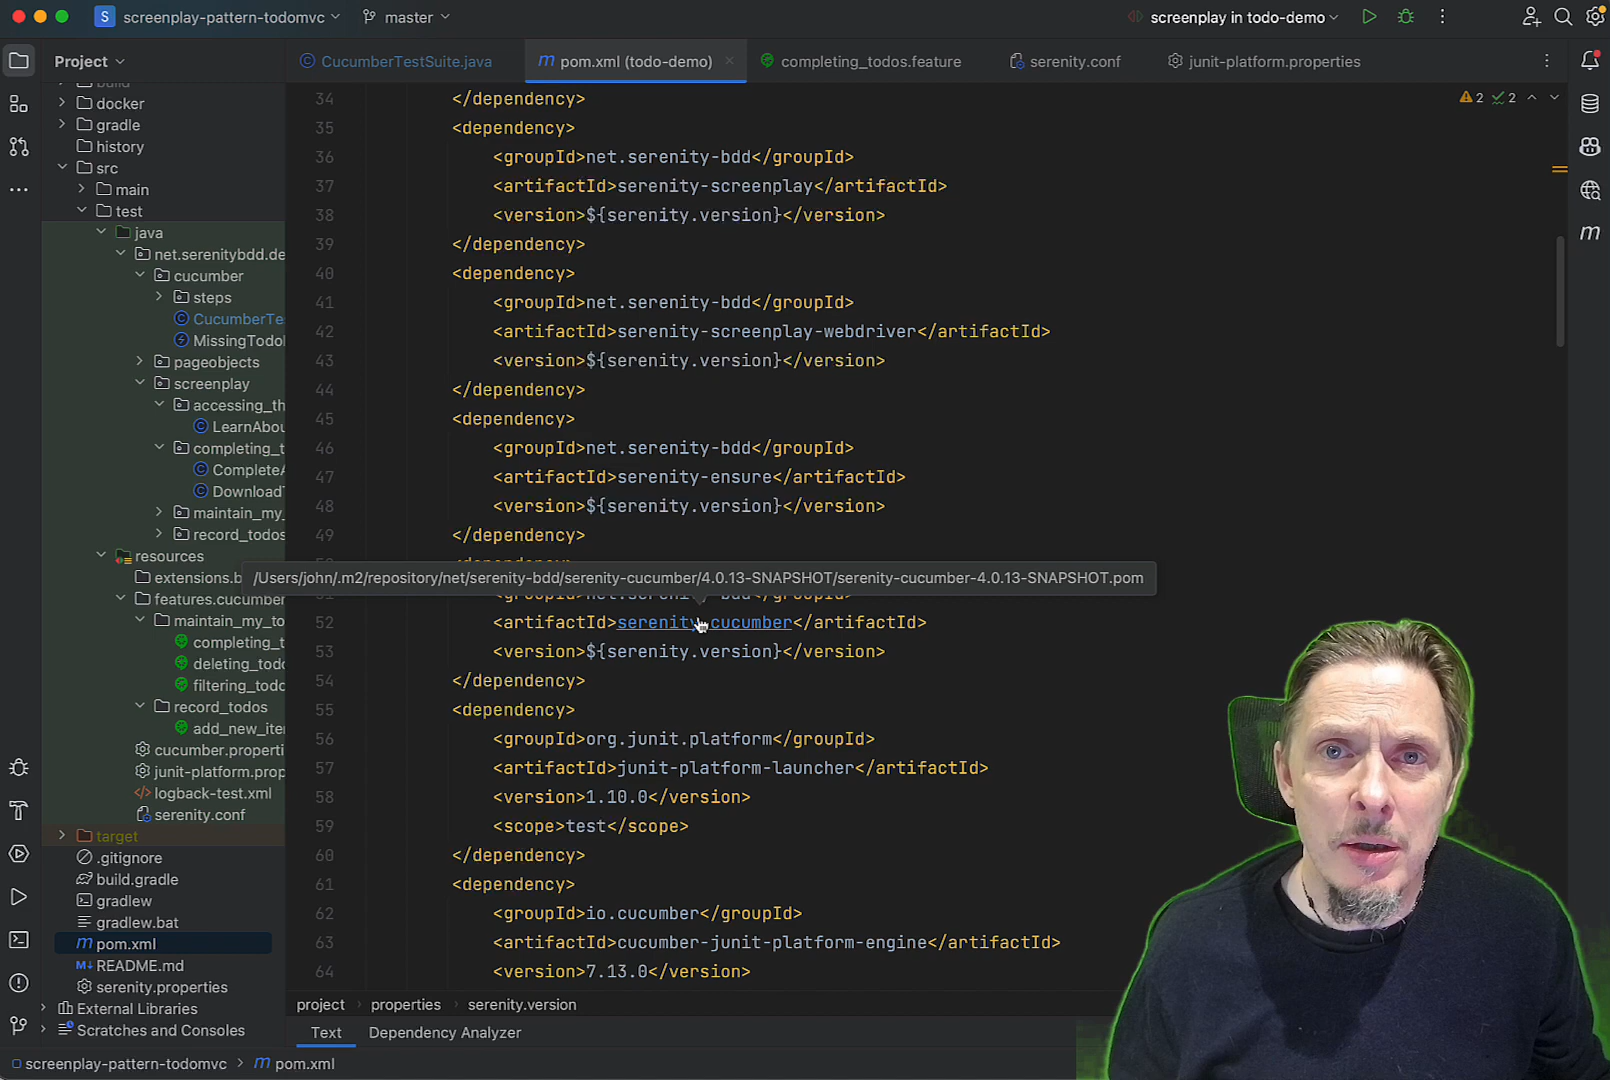 S screenplay-pattern-todomvc master screenplay in todo-demo
Project
CucumberTestSuite.java
pom.xml (todo-demo)
completing_todos.feature
serenity.conf
junit-platform.properties
build
docker
gradle
history
src
main
test
java
net.serenitybdd.de
cucumber
steps
CucumberTe
MissingTodo
pageobjects
screenplay
accessing_th
LearnAbou
completing_t
CompleteA
DownloadT
maintain_my_
record_todos
resources
extensions.b
features.cucumber
maintain_my_to
completing_t
deleting_todo
filtering_todo
record_todos
add_new_ite
cucumber.properti
junit-platform.prop
logback-test.xml
serenity.conf
target
.gitignore
build.gradle
gradlew
gradlew.bat
pom.xml
README.md
serenity.properties
External Libraries
Scratches and Consoles
2 2
34 </dependency>
35 <dependency>
36 <groupId>net.serenity-bdd</groupId>
37 <artifactId>serenity-screenplay</artifactId>
38 <version>${serenity.version}</version>
39 </dependency>
40 <dependency>
41 <groupId>net.serenity-bdd</groupId>
42 <artifactId>serenity-screenplay-webdriver</artifactId>
43 <version>${serenity.version}</version>
44 </dependency>
45 <dependency>
46 <groupId>net.serenity-bdd</groupId>
47 <artifactId>serenity-ensure</artifactId>
48 <version>${serenity.version}</version>
49 </dependency>
/Users/john/.m2/repository/net/serenity-bdd/serenity-cucumber/4.0.13-SNAPSHOT/serenity-cucumber-4.0.13-SNAPSHOT.pom
<groupId>net.serenity-bdd</groupId>
52 <artifactId>serenity-cucumber</artifactId>
53 <version>${serenity.version}</version>
54 </dependency>
55 <dependency>
56 <groupId>org.junit.platform</groupId>
57 <artifactId>junit-platform-launcher</artifactId>
58 <version>1.10.0</version>
59 <scope>test</scope>
60 </dependency>
61 <dependency>
62 <groupId>io.cucumber</groupId>
63 <artifactId>cucumber-junit-platform-engine</artifactId>
64 <version>7.13.0</version>
project > properties > serenity.version
Text Dependency Analyzer
screenplay-pattern-todomvc > pom.xml